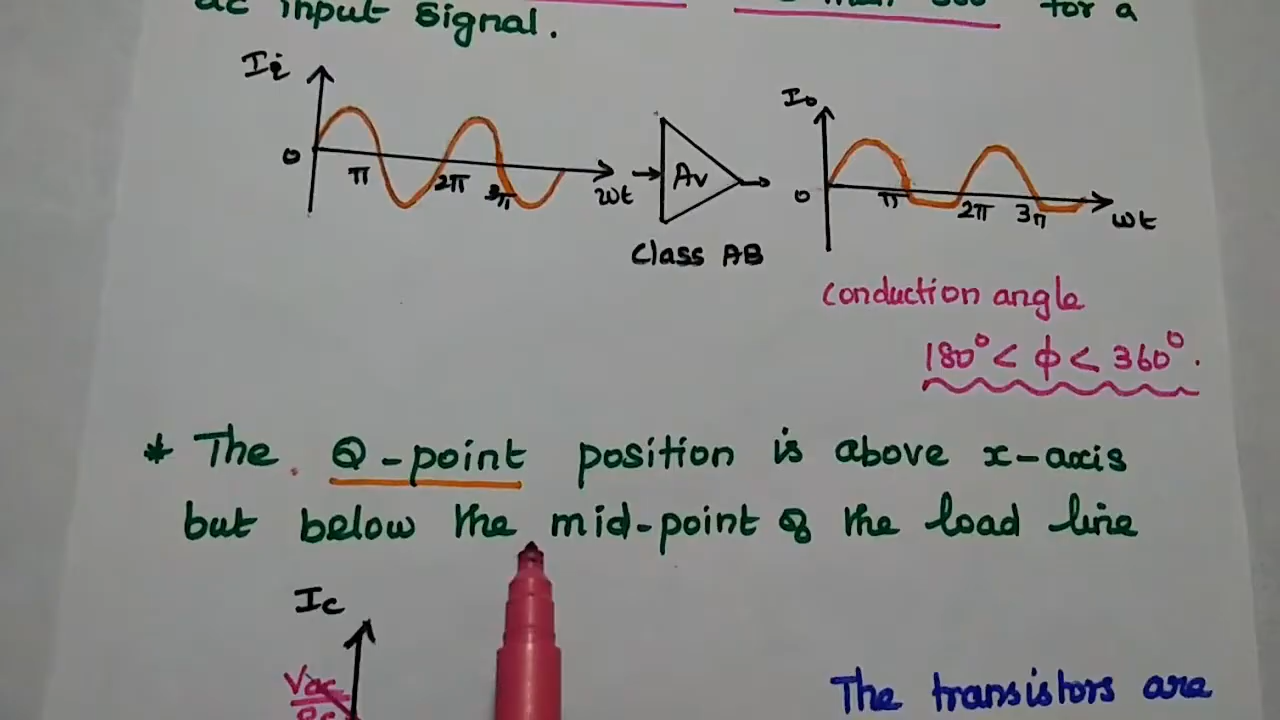 ac input signal. for a
Ii
0 π 2π 3π ωt
Av
Class AB
Io
0 π 2π 3π ωt
Conduction angle
180° < ϕ < 360°.
* The Q-point position is above x-axis
but below the mid-point of the load line
Ic
The transistors are